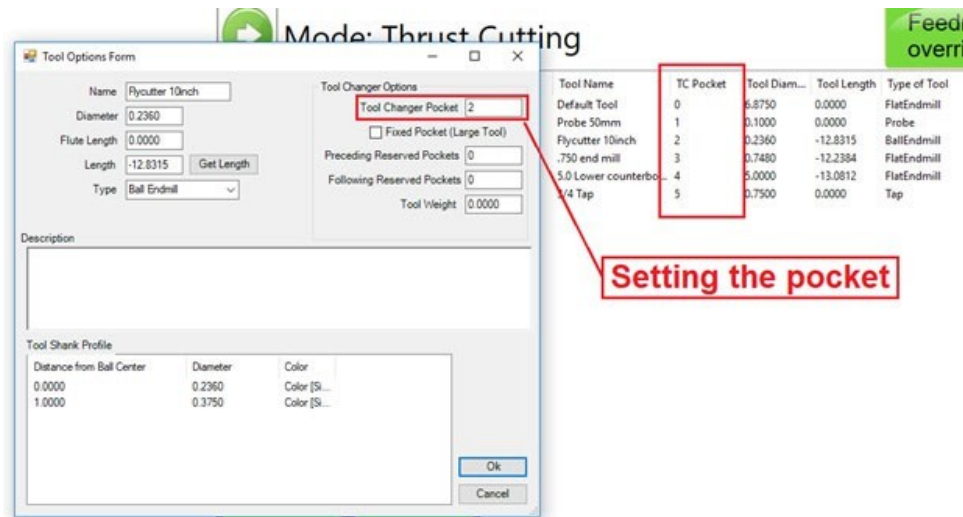 Mode: Thrust Cutting
Tool Options Form
Name Flycutter 10inch
Diameter 0.2360
Flute Length 0.0000
Length -12.8315 Get Length
Type Ball Endmill
Tool Changer Options
Tool Changer Pocket 2
Fixed Pocket (Large Tool)
Preceding Reserved Pockets 0
Following Reserved Pockets 0
Tool Weight 0.0000
Description
Tool Shank Profile
Distance from Ball Center Diameter Color
0.0000 0.2360 Color [Si...
1.0000 0.3750 Color [Si...
Ok
Cancel
Tool Name TC Pocket Tool Diam... Tool Length Type of Tool
Default Tool 0 6.8750 0.0000 FlatEndmill
Probe 50mm 1 0.1000 0.0000 Probe
Flycutter 10inch 2 0.2360 -12.8315 BallEndmill
.750 end mill 3 0.7480 -12.2384 FlatEndmill
5.0 Lower counterbo... 4 5.0000 -13.0812 FlatEndmill
/4 Tap 5 0.7500 0.0000 Tap
Setting the pocket